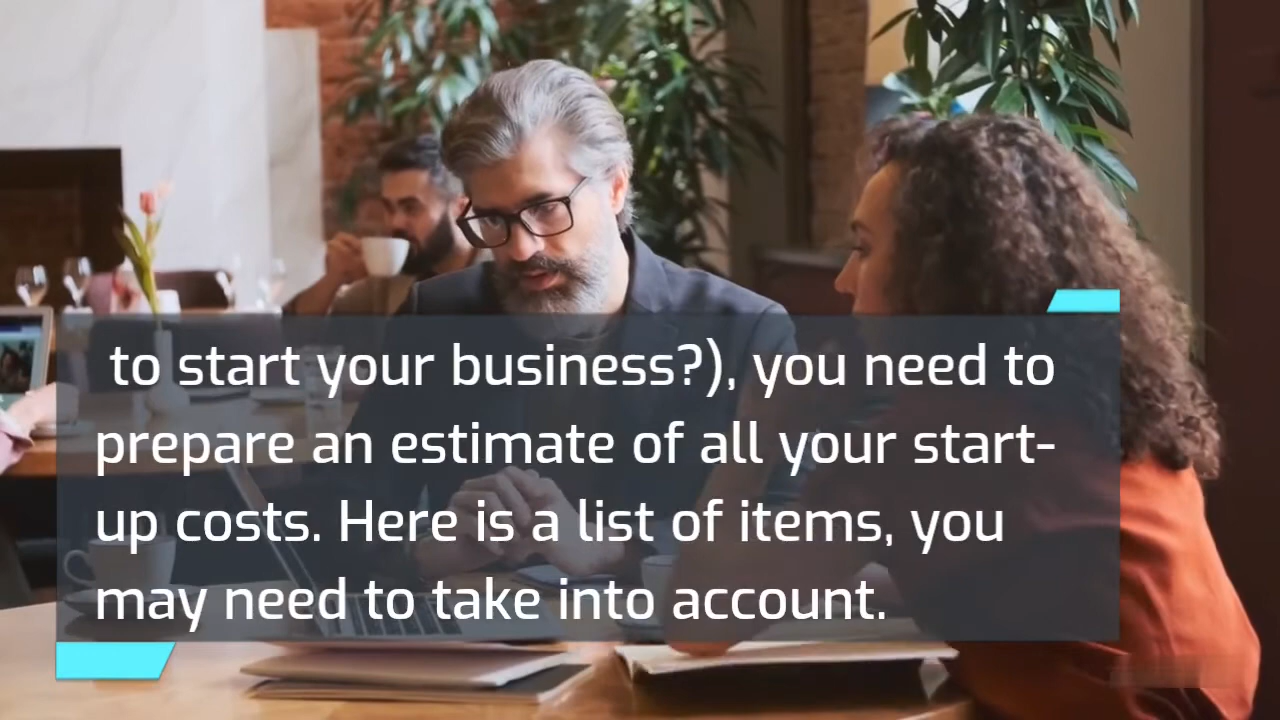 to start your business?), you need to
prepare an estimate of all your start-
up costs. Here is a list of items, you
may need to take into account.